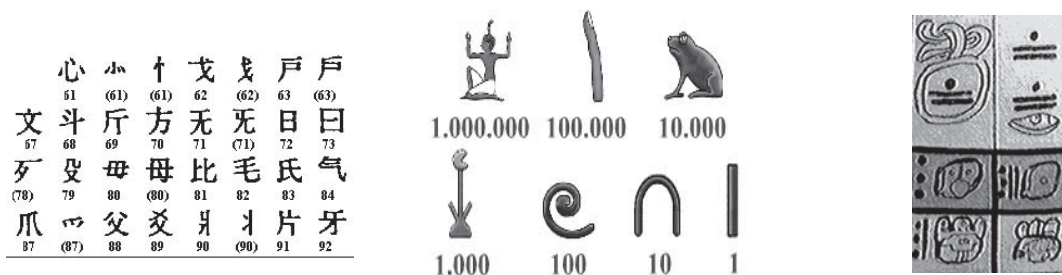 心 ⺗ 忄 戈 戈 戸 戶
61 (61) (61) 62 (62) 63 (63)
文 斗 斤 方 无 旡 日 曰
67 68 69 70 71 (71) 72 73
歹 殳 毋 母 比 毛 氏 气
(78) 79 80 (80) 81 82 83 84
爪 爫 父 爻 爿 丬 片 牙
87 (87) 88 89 90 (90) 91 92
1.000.000 100.000 10.000
1.000 100 10 1